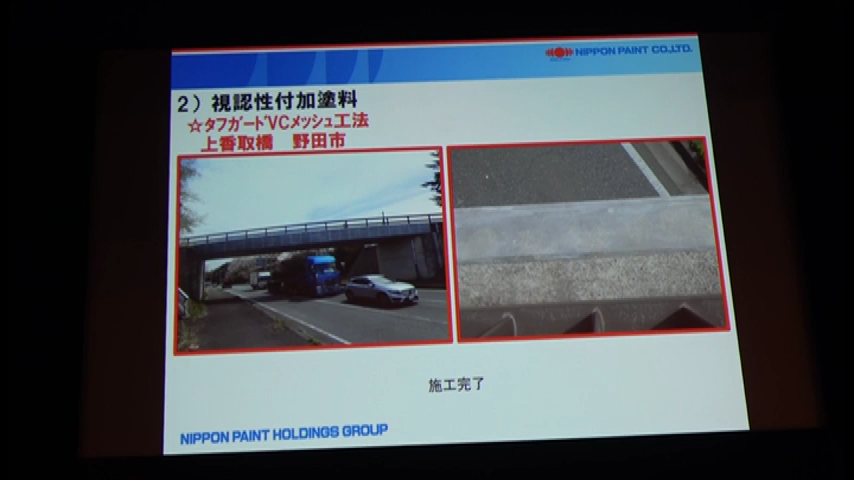 NIPPON PAINT CO.,LTD.
2）視認性付加塗料
☆タフガードVCメッシュ工法
上香取橋　野田市
施工完了
NIPPON PAINT HOLDINGS GROUP